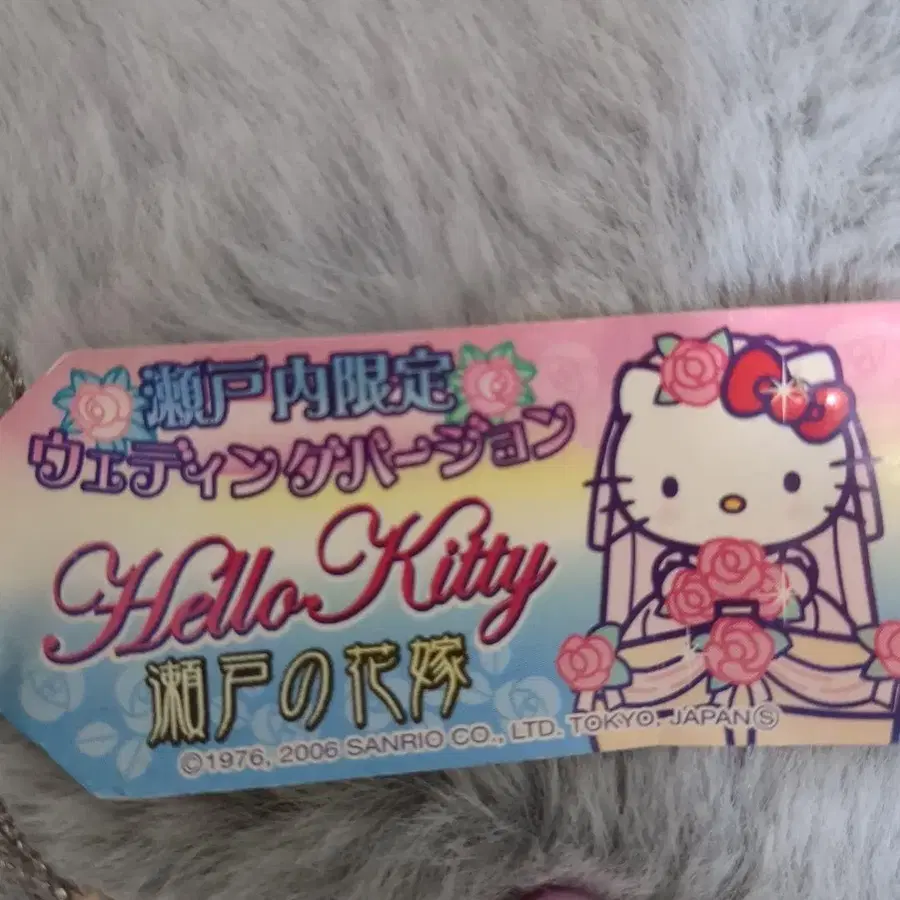 瀬戸内限定
ウェディングバージョン
Hello Kitty
瀬戸の花嫁
©1976, 2006 SANRIO CO., LTD. TOKYO, JAPAN Ⓢ